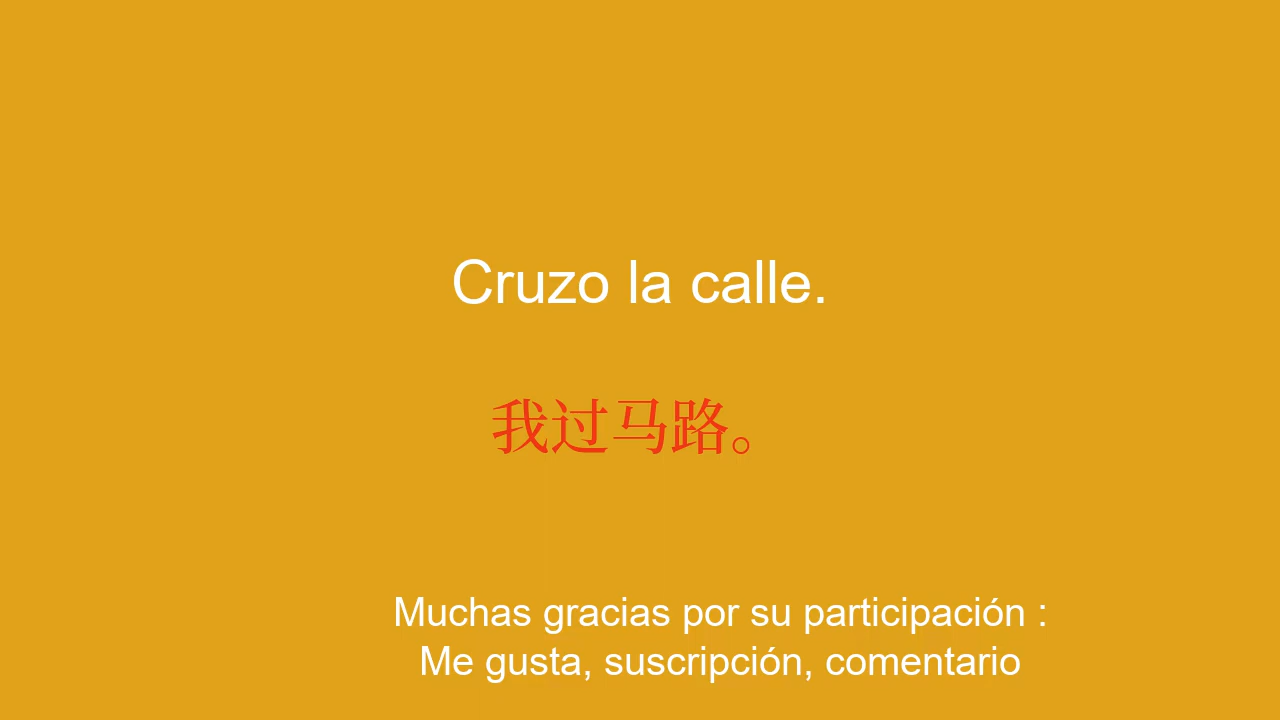 Cruzo la calle.
我过马路。
Muchas gracias por su participación :
Me gusta, suscripción, comentario